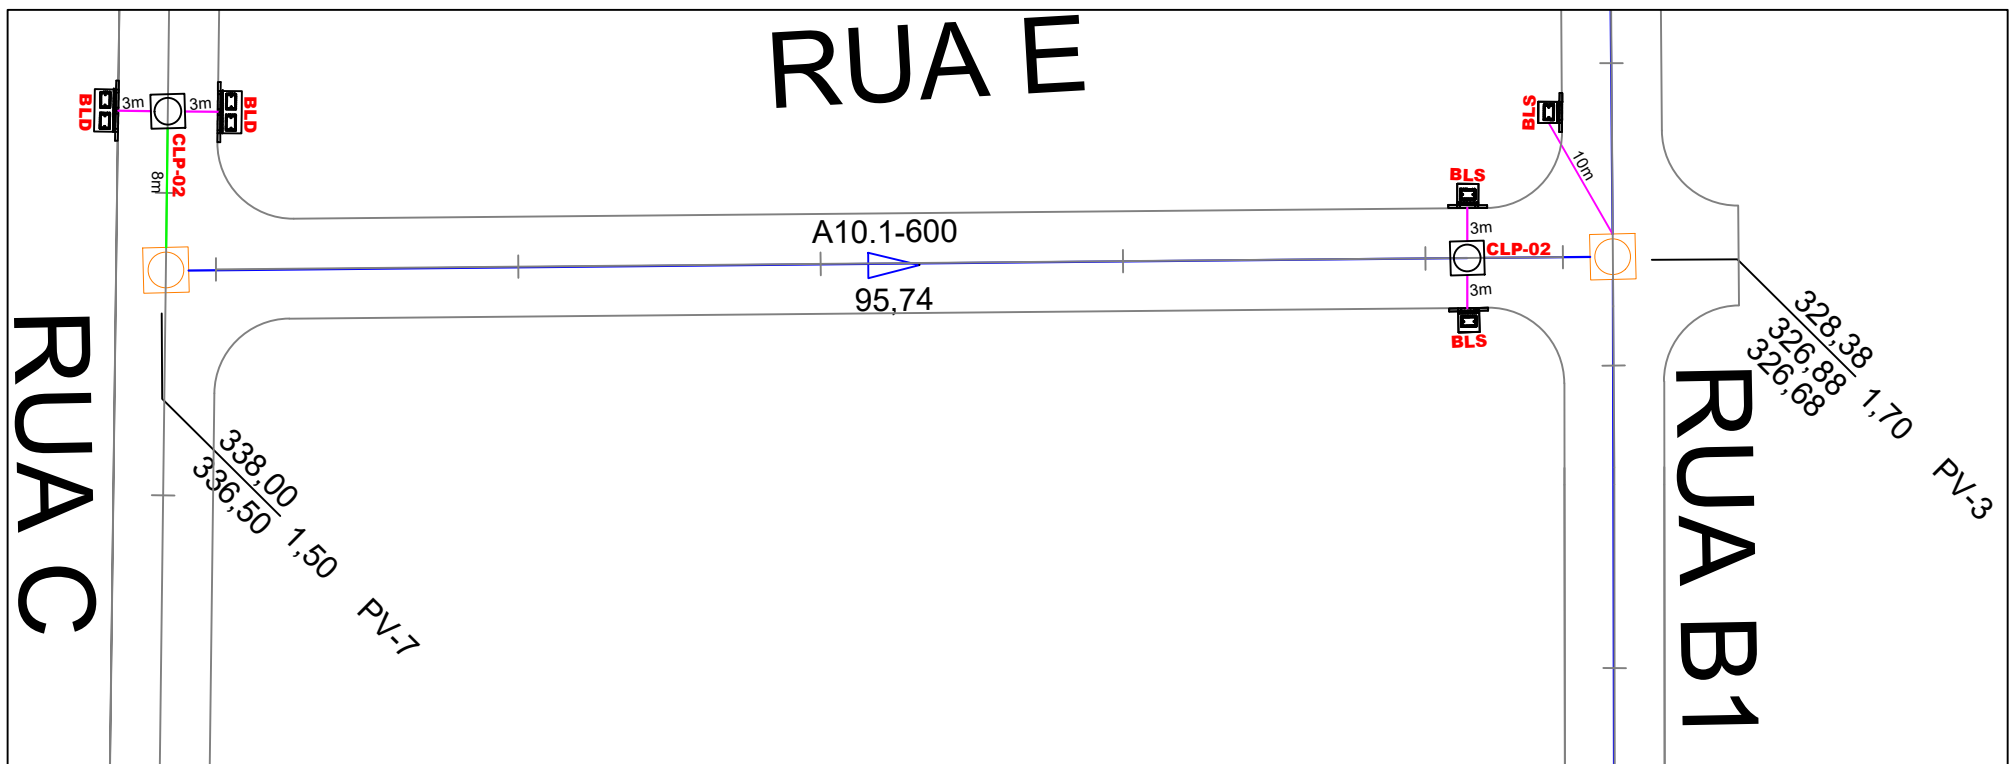 RUA E
BLD
3m
3m
BLD
CLP-02
8m
BLS
10m
BLS
3m
CLP-02
3m
BLS
A10.1-600
95,74
RUA C
338,00
336,50
1,50
PV-7
328,38
326,88
326,68
1,70
PV-3
RUA B1